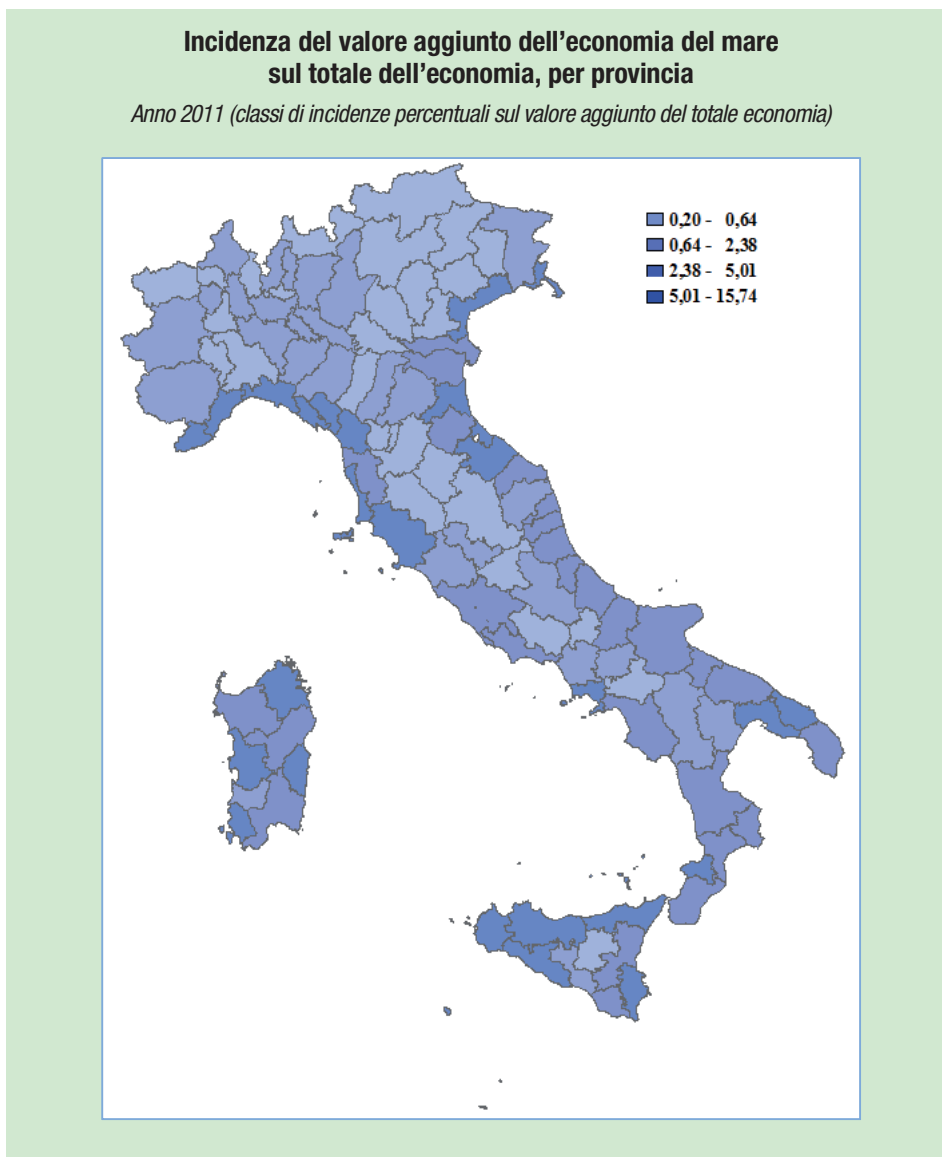 Incidenza del valore aggiunto dell’economia del mare
sul totale dell’economia, per provincia
Anno 2011 (classi di incidenze percentuali sul valore aggiunto del totale economia)
0,20 - 0,64
0,64 - 2,38
2,38 - 5,01
5,01 - 15,74